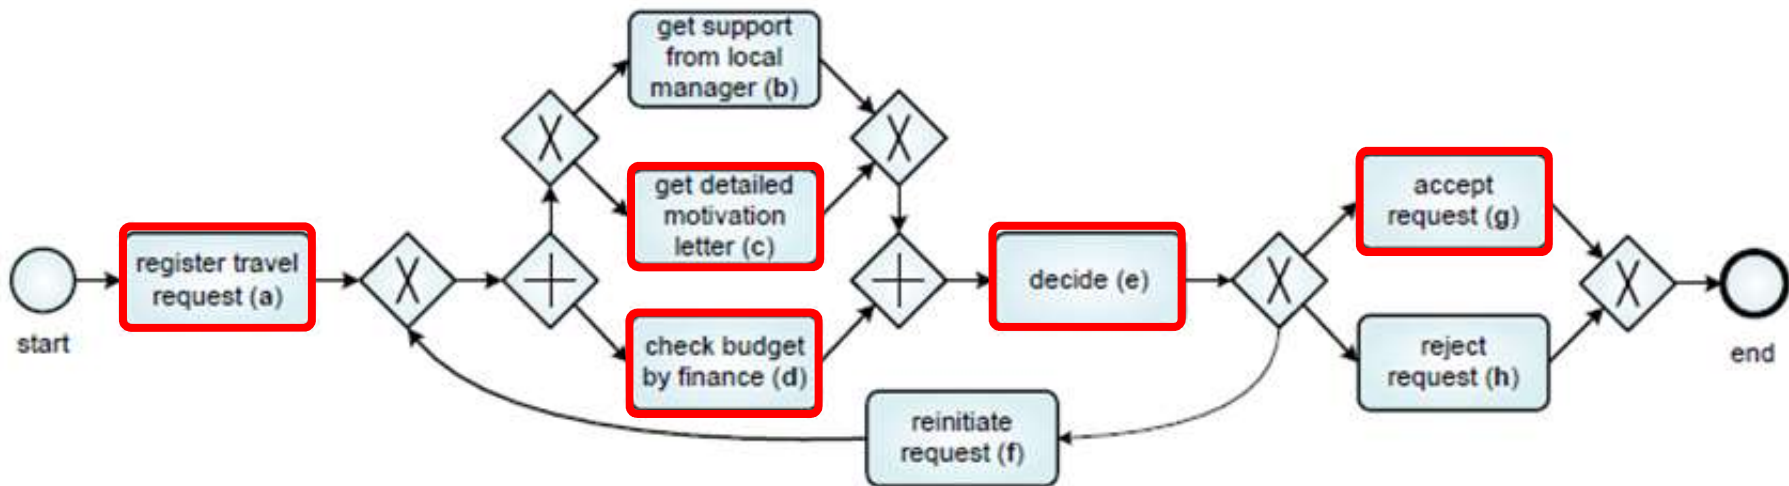 start
register travel
request (a)
get support
from local
manager (b)
get detailed
motivation
letter (c)
check budget
by finance (d)
decide (e)
reinitiate
request (f)
accept
request (g)
reject
request (h)
end